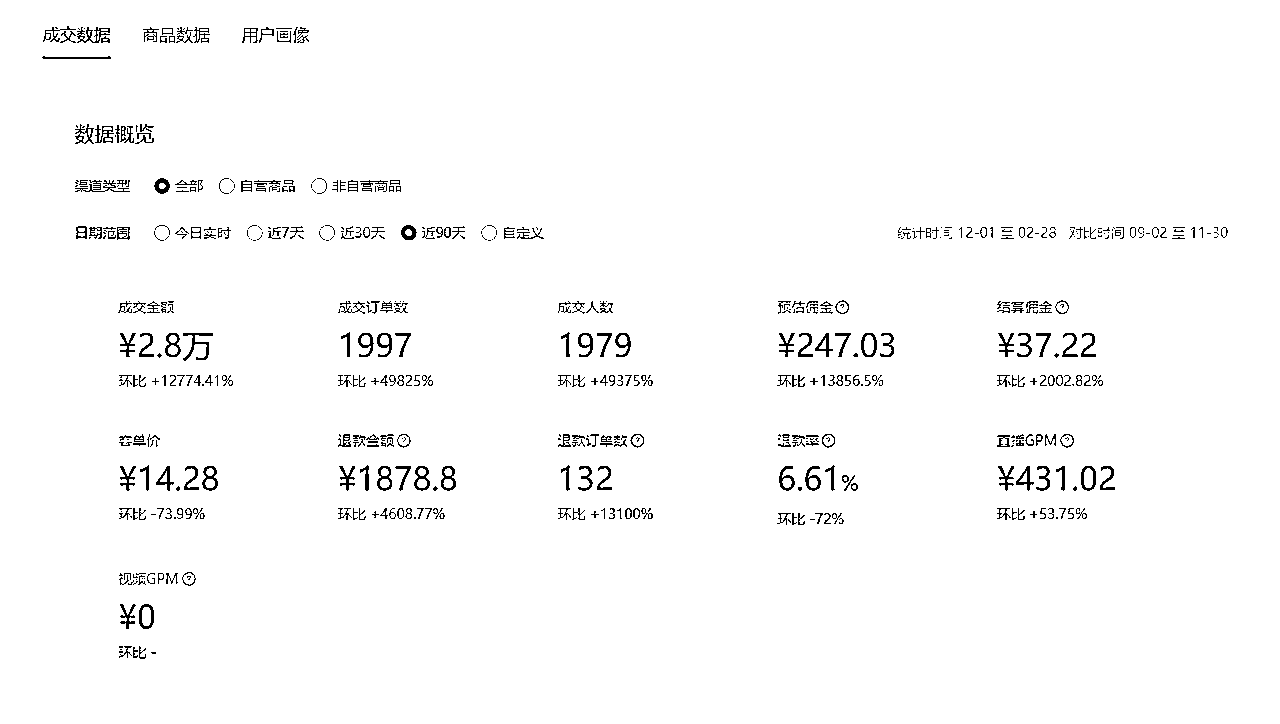 成交数据 商品数据 用户画像
数据概览
渠道类型 全部 自营商品 非自营商品
日期范围 今日实时 近7天 近30天 近90天 自定义 统计时间 12-01 至 02-28 对比时间 09-02 至 11-30
成交金额 成交订单数 成交人数 预估佣金? 结算佣金?
¥2.8万 1997 1979 ¥247.03 ¥37.22
环比 +12774.41% 环比 +49825% 环比 +49375% 环比 +13856.5% 环比 +2002.82%
客单价 退款金额? 退款订单数? 退款率? 直播GPM?
¥14.28 ¥1878.8 132 6.61% ¥431.02
环比 -73.99% 环比 +4608.77% 环比 +13100% 环比 -72% 环比 +53.75%
视频GPM?
¥0
环比 -